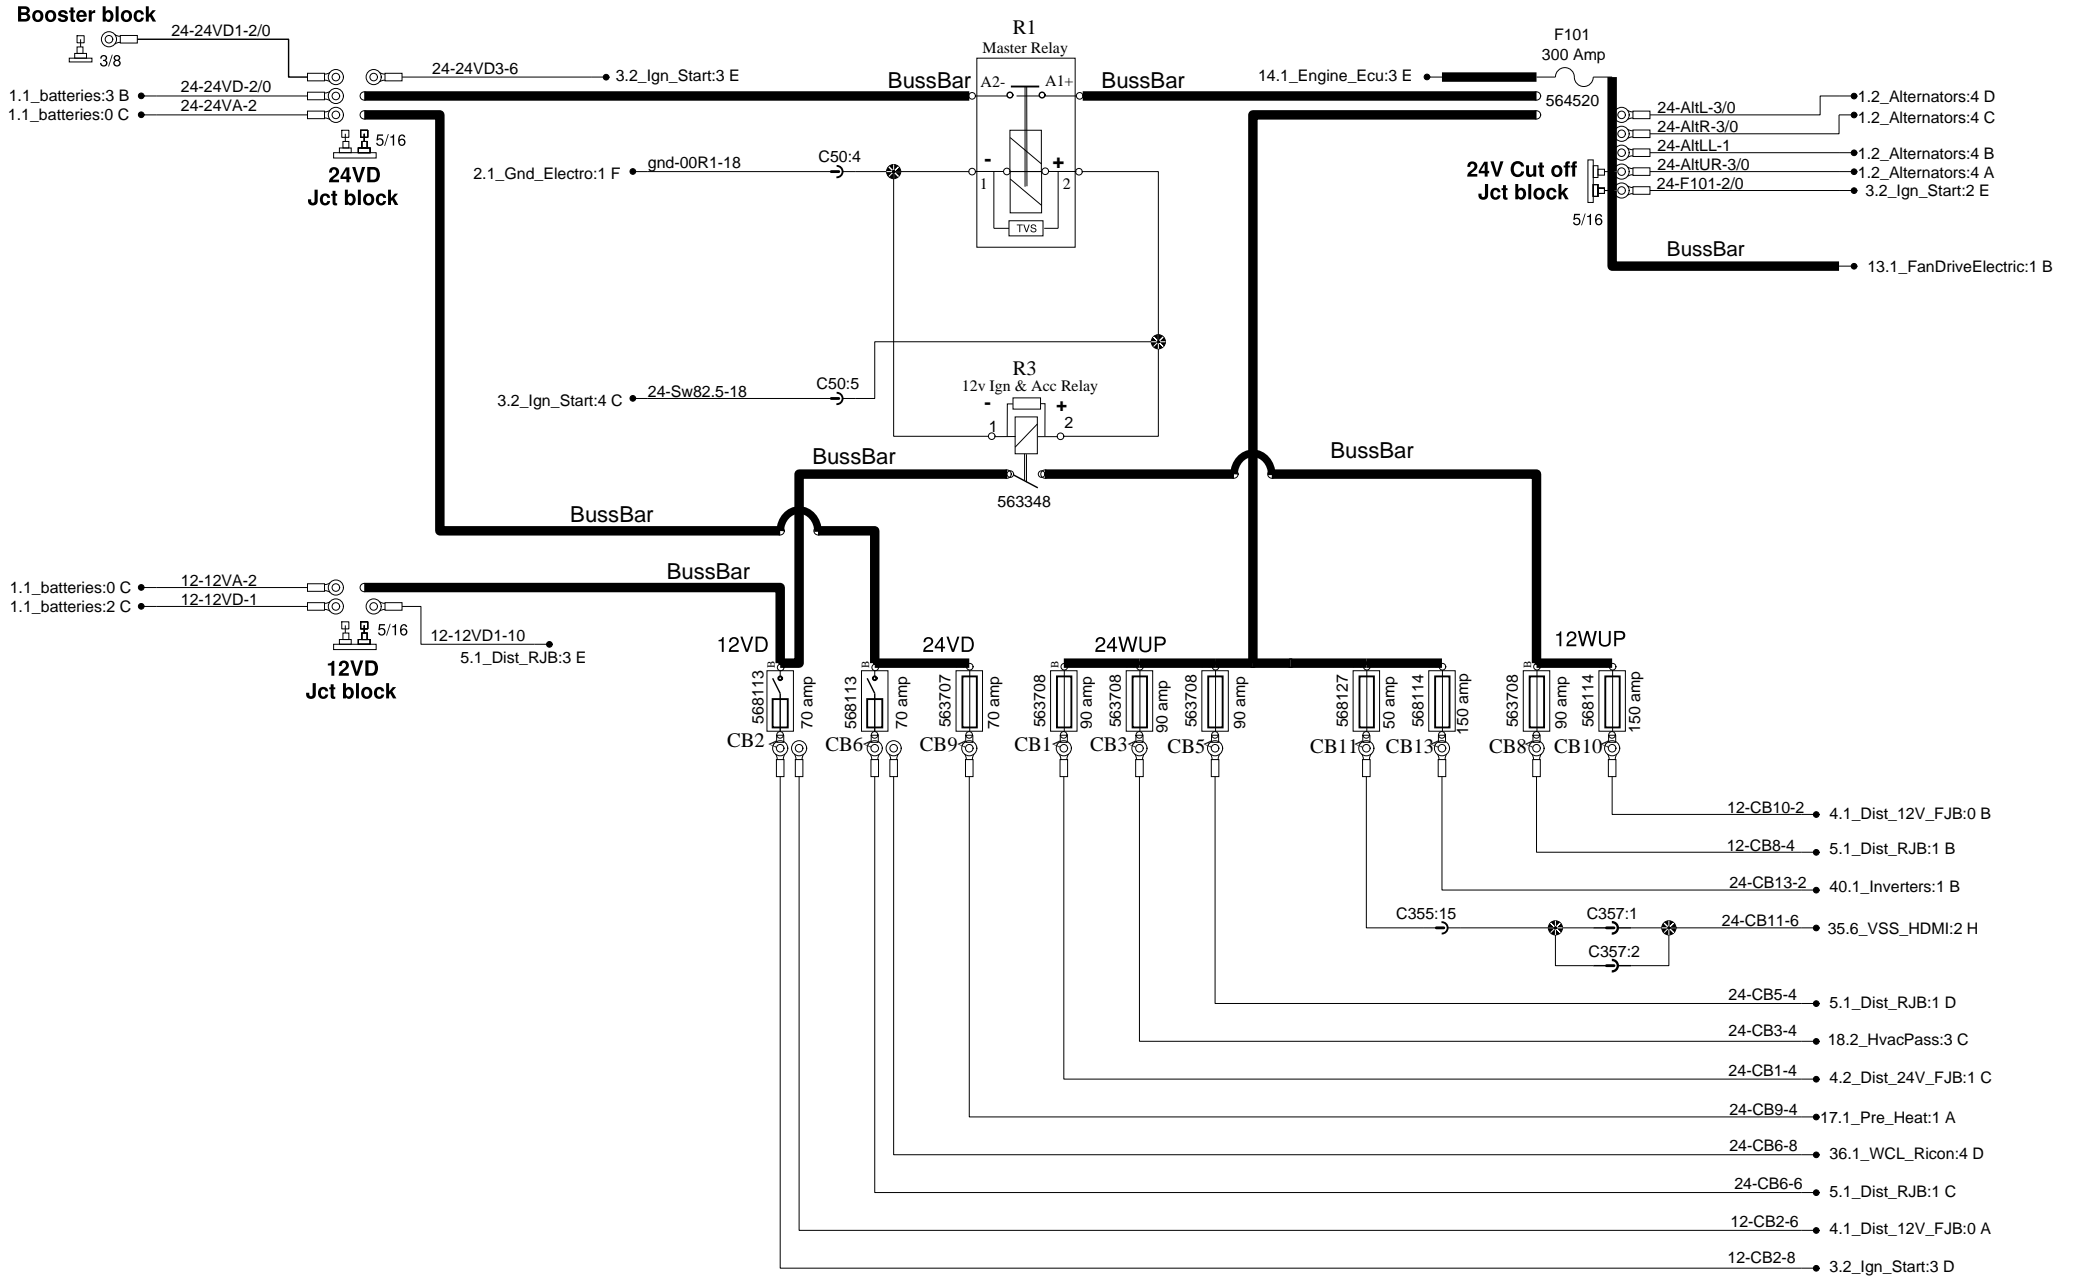 Booster block
24-24VD1-2/0
3/8
24-24VD3-6
3.2_Ign_Start:3 E
1.1_batteries:3 B
24-24VD-2/0
1.1_batteries:0 C
24-24VA-2
5/16
24VD
Jct block
R1
Master Relay
BussBar
A2-
A1+
BussBar
14.1_Engine_Ecu:3 E
F101
300 Amp
564520
24-AltL-3/0
1.2_Alternators:4 D
24-AltR-3/0
1.2_Alternators:4 C
24-AltLL-1
1.2_Alternators:4 B
24-AltUR-3/0
1.2_Alternators:4 A
24-F101-2/0
3.2_Ign_Start:2 E
24V Cut off
Jct block
5/16
BussBar
13.1_FanDriveElectric:1 B
2.1_Gnd_Electro:1 F
gnd-00R1-18
C50:4
-
+
1
2
TVS
3.2_Ign_Start:4 C
24-Sw82.5-18
C50:5
R3
12v Ign & Acc Relay
-
+
1
2
BussBar
BussBar
563348
BussBar
1.1_batteries:0 C
12-12VA-2
BussBar
1.1_batteries:2 C
12-12VD-1
5/16
12-12VD1-10
5.1_Dist_RJB:3 E
12VD
Jct block
12VD
24VD
24WUP
12WUP
B
568113
70 amp
CB2
B
568113
70 amp
CB6
563707
70 amp
CB9
B
563708
90 amp
CB1
563708
90 amp
CB3
563708
90 amp
CB5
568127
50 amp
CB11
568114
150 amp
CB13
B
563708
90 amp
CB8
568114
150 amp
CB10
12-CB10-2
4.1_Dist_12V_FJB:0 B
12-CB8-4
5.1_Dist_RJB:1 B
24-CB13-2
40.1_Inverters:1 B
C355:15
C357:1
24-CB11-6
35.6_VSS_HDMI:2 H
C357:2
24-CB5-4
5.1_Dist_RJB:1 D
24-CB3-4
18.2_HvacPass:3 C
24-CB1-4
4.2_Dist_24V_FJB:1 C
24-CB9-4
17.1_Pre_Heat:1 A
24-CB6-8
36.1_WCL_Ricon:4 D
24-CB6-6
5.1_Dist_RJB:1 C
12-CB2-6
4.1_Dist_12V_FJB:0 A
12-CB2-8
3.2_Ign_Start:3 D